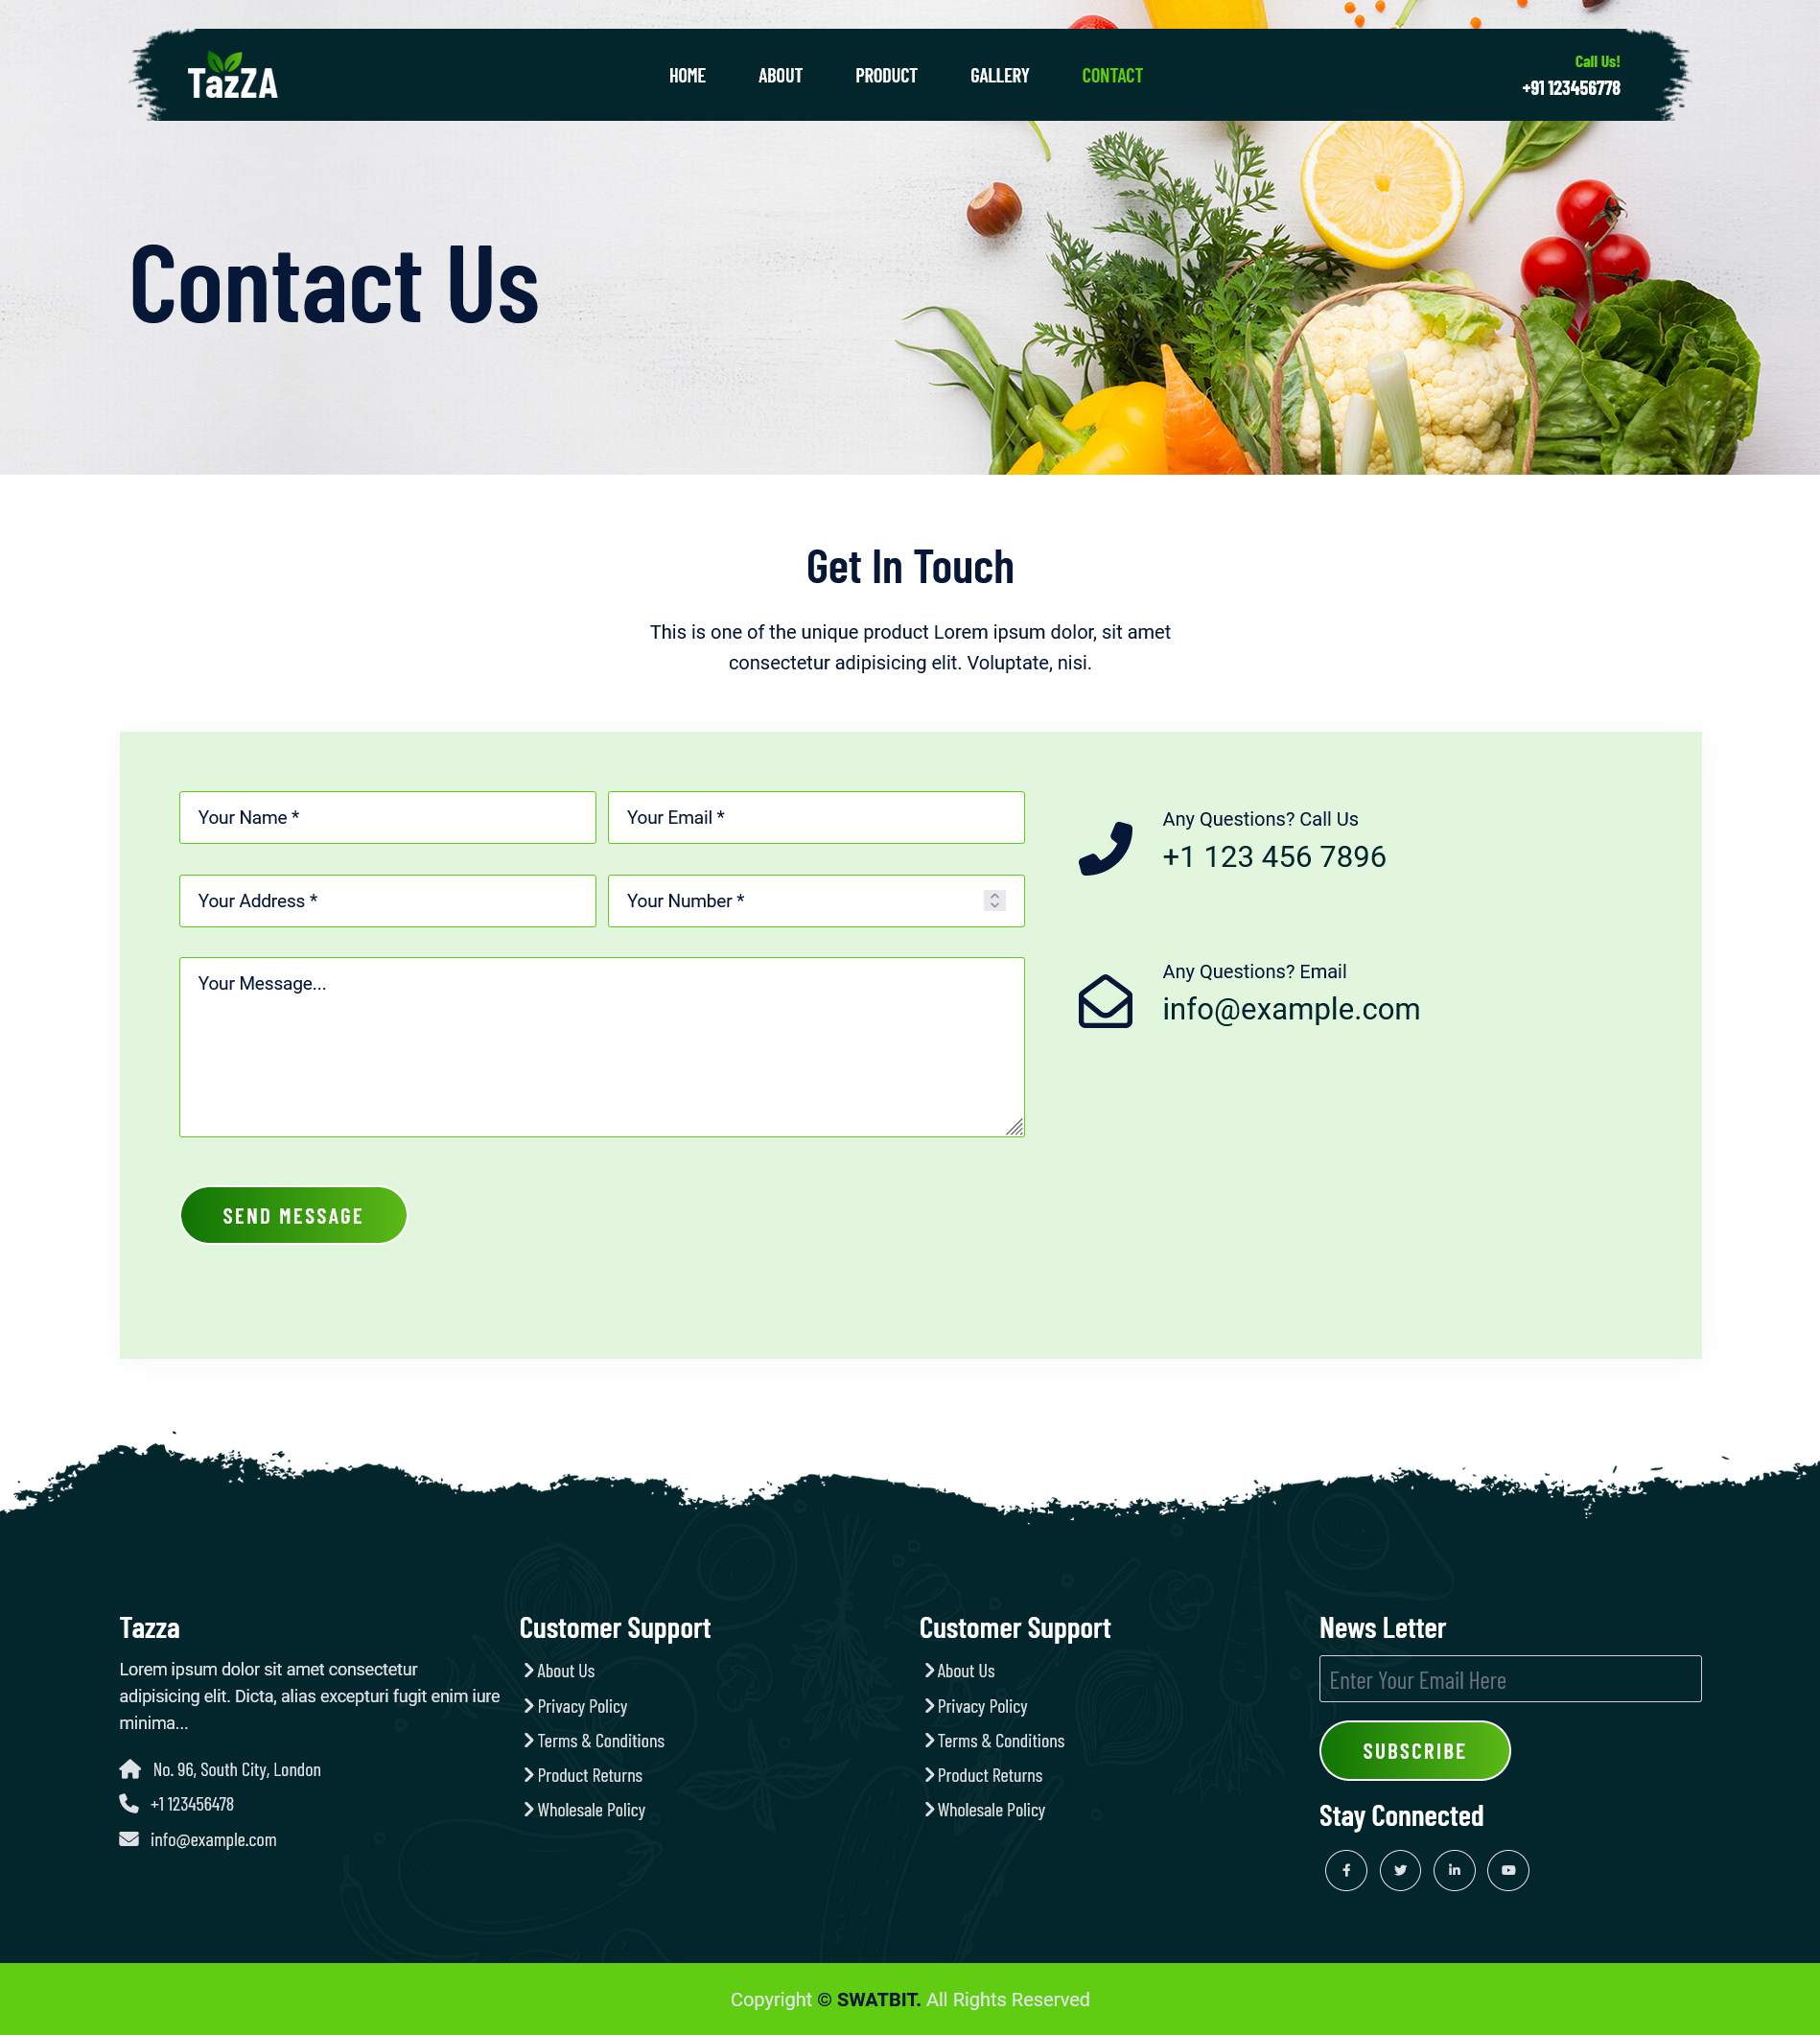 TazZA
HOME
ABOUT
PRODUCT
GALLERY
CONTACT
Call Us!
+91 123456778
Contact Us
Get In Touch
This is one of the unique product Lorem ipsum dolor, sit amet
consectetur adipisicing elit. Voluptate, nisi.
Your Name *
Your Email *
Your Address *
Your Number *
Your Message...
SEND MESSAGE
Any Questions? Call Us
+1 123 456 7896
Any Questions? Email
info@example.com
Tazza
Lorem ipsum dolor sit amet consectetur
adipisicing elit. Dicta, alias excepturi fugit enim iure
minima...
No. 96, South City, London
+1 123456478
info@example.com
Customer Support
About Us
Privacy Policy
Terms & Conditions
Product Returns
Wholesale Policy
Customer Support
About Us
Privacy Policy
Terms & Conditions
Product Returns
Wholesale Policy
News Letter
Enter Your Email Here
SUBSCRIBE
Stay Connected
Copyright © SWATBIT. All Rights Reserved